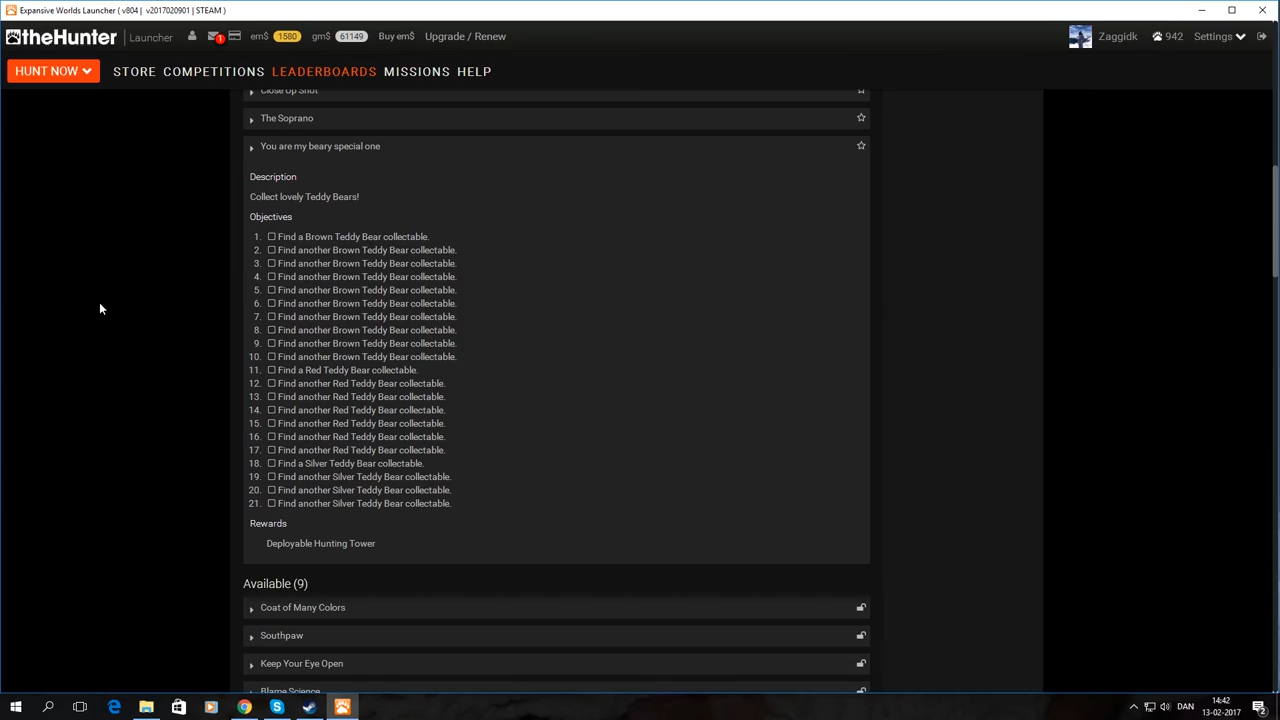 Expansive Worlds Launcher ( v804 | v2017020901 | STEAM )
theHunter Launcher 1 em$ 1580 gm$ 61149 Buy em$ Upgrade / Renew Zaggidk 942 Settings
HUNT NOW STORE COMPETITIONS LEADERBOARDS MISSIONS HELP
Close Up Shot
The Soprano
You are my beary special one
Description
Collect lovely Teddy Bears!
Objectives
1. Find a Brown Teddy Bear collectable.
2. Find another Brown Teddy Bear collectable.
3. Find another Brown Teddy Bear collectable.
4. Find another Brown Teddy Bear collectable.
5. Find another Brown Teddy Bear collectable.
6. Find another Brown Teddy Bear collectable.
7. Find another Brown Teddy Bear collectable.
8. Find another Brown Teddy Bear collectable.
9. Find another Brown Teddy Bear collectable.
10. Find another Brown Teddy Bear collectable.
11. Find a Red Teddy Bear collectable.
12. Find another Red Teddy Bear collectable.
13. Find another Red Teddy Bear collectable.
14. Find another Red Teddy Bear collectable.
15. Find another Red Teddy Bear collectable.
16. Find another Red Teddy Bear collectable.
17. Find another Red Teddy Bear collectable.
18. Find a Silver Teddy Bear collectable.
19. Find another Silver Teddy Bear collectable.
20. Find another Silver Teddy Bear collectable.
21. Find another Silver Teddy Bear collectable.
Rewards
Deployable Hunting Tower
Available (9)
Coat of Many Colors
Southpaw
Keep Your Eye Open
Blame Science
DAN
14:42
13-02-2017
2